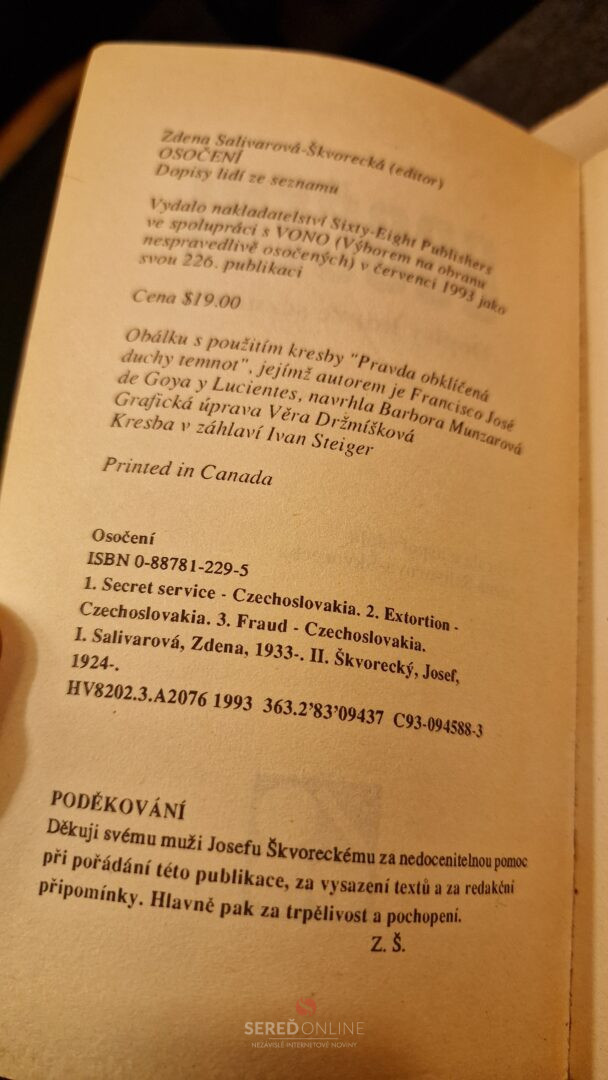 Zdena Salivarová-Škvorecká (editor)
OSOČENÍ
Dopisy lidí ze seznamu
Vydalo nakladatelství Sixty-Eight Publishers
ve spolupráci s VONO (Výborem na obranu
nespravedlivě osočených) v červenci 1993 jako
svou 226. publikaci
Cena $19.00
Obálku s použitím kresby "Pravda obklíčená
duchy temnot", jejímž autorem je Francisco José
de Goya y Lucientes, navrhla Barbora Munzarová
Grafická úprava Věra Držmíšková
Kresba v záhlaví Ivan Steiger
Printed in Canada
Osočení
ISBN 0-88781-229-5
1. Secret service - Czechoslovakia. 2. Extortion -
Czechoslovakia. 3. Fraud - Czechoslovakia.
I. Salivarová, Zdena, 1933-. II. Škvorecký, Josef,
1924-.
HV8202.3.A2076 1993 363.2'83'09437 C93-094588-3
PODĚKOVÁNÍ
Děkuji svému muži Josefu Škvoreckému za nedocenitelnou pomoc
při pořádání této publikace, za vysazení textů a za redakční
připomínky. Hlavně pak za trpělivost a pochopení.
Z. Š.
SEREĎONLINE
NEZÁVISLÉ INTERNETOVÉ NOVINY